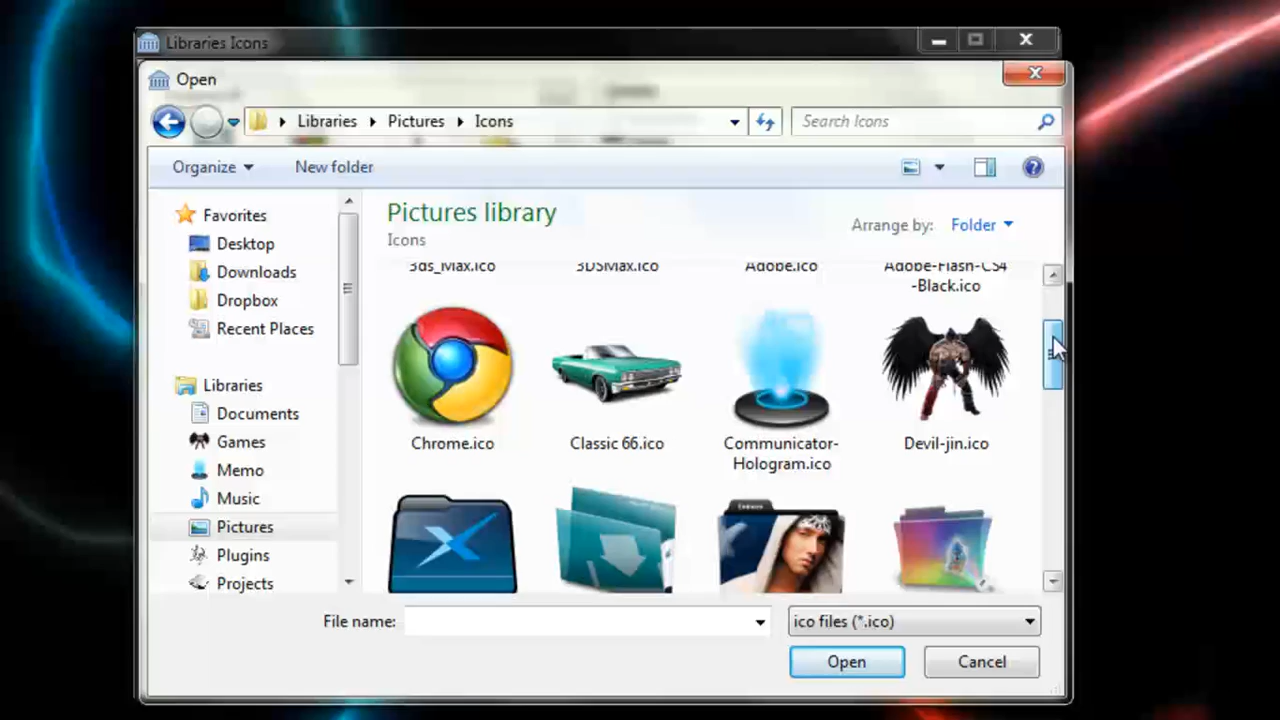 Libraries Icons
Open
Libraries Pictures Icons
Search Icons
Organize
New folder
Favorites
Desktop
Downloads
Dropbox
Recent Places
Libraries
Documents
Games
Memo
Music
Pictures
Plugins
Projects
Pictures library
Icons
Arrange by: Folder
3ds_Max.ico
3DSMax.ico
Adobe.ico
Adobe-Flash-CS4
-Black.ico
Chrome.ico
Classic 66.ico
Communicator-
Hologram.ico
Devil-jin.ico
File name:
ico files (*.ico)
Open
Cancel